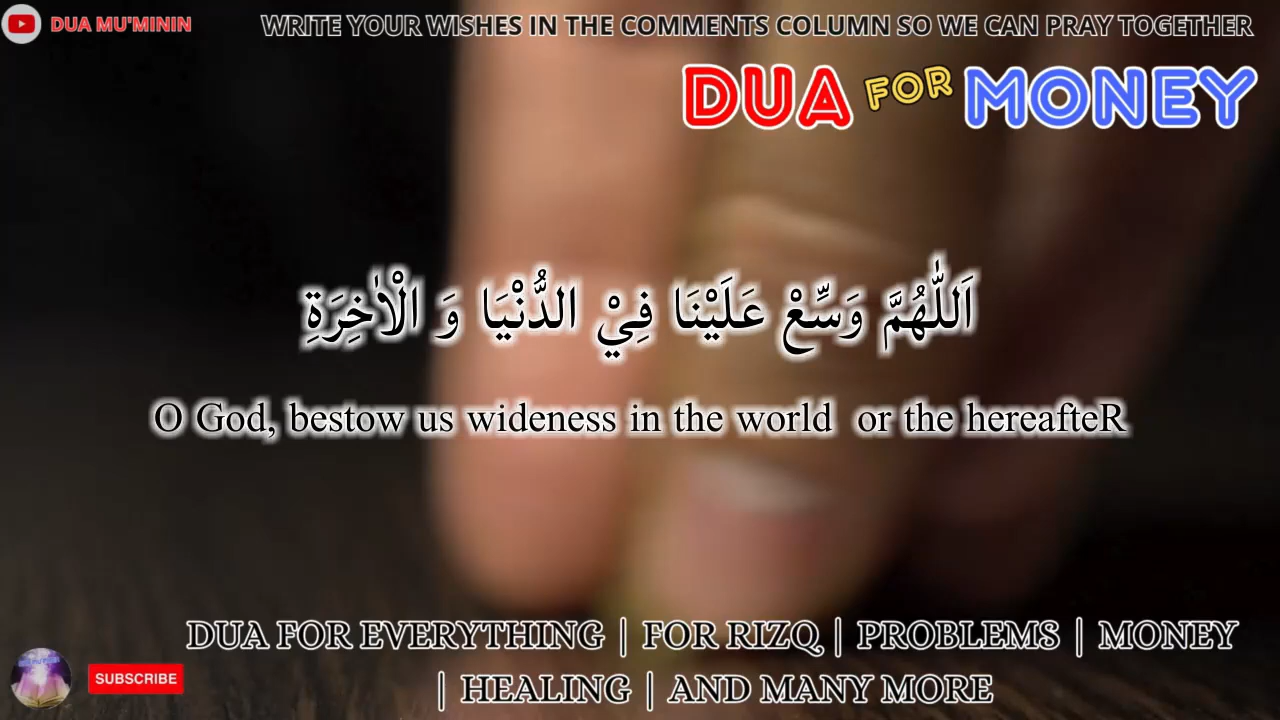 DUA MU'MININ
WRITE YOUR WISHES IN THE COMMENTS COLUMN SO WE CAN PRAY TOGETHER
DUA FOR MONEY
اَللّٰهُمَّ وَسِّعْ عَلَيْنَا فِيْ الدُّنْيَا وَ الْاٰخِرَةِ
O God, bestow us wideness in the world or the hereafteR
DUA FOR EVERYTHING | FOR RIZQ | PROBLEMS | MONEY
| HEALING | AND MANY MORE
SUBSCRIBE